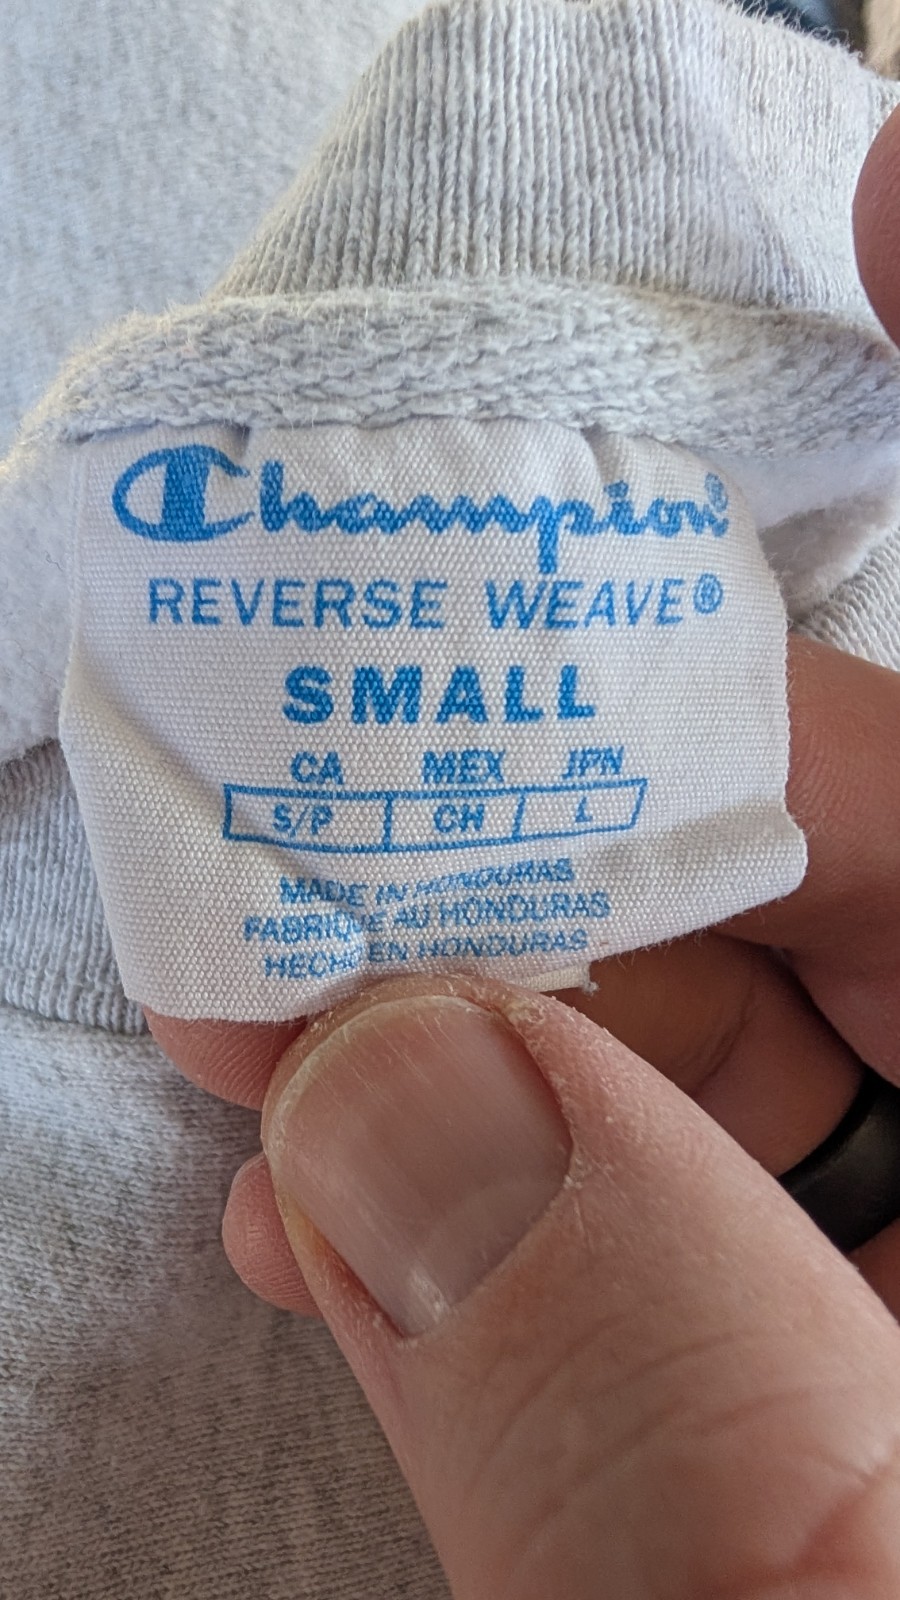 Champion®
REVERSE WEAVE®
SMALL
CA MEX JPN
S/P CH L
MADE IN HONDURAS
FABRIQUE AU HONDURAS
HECHO EN HONDURAS